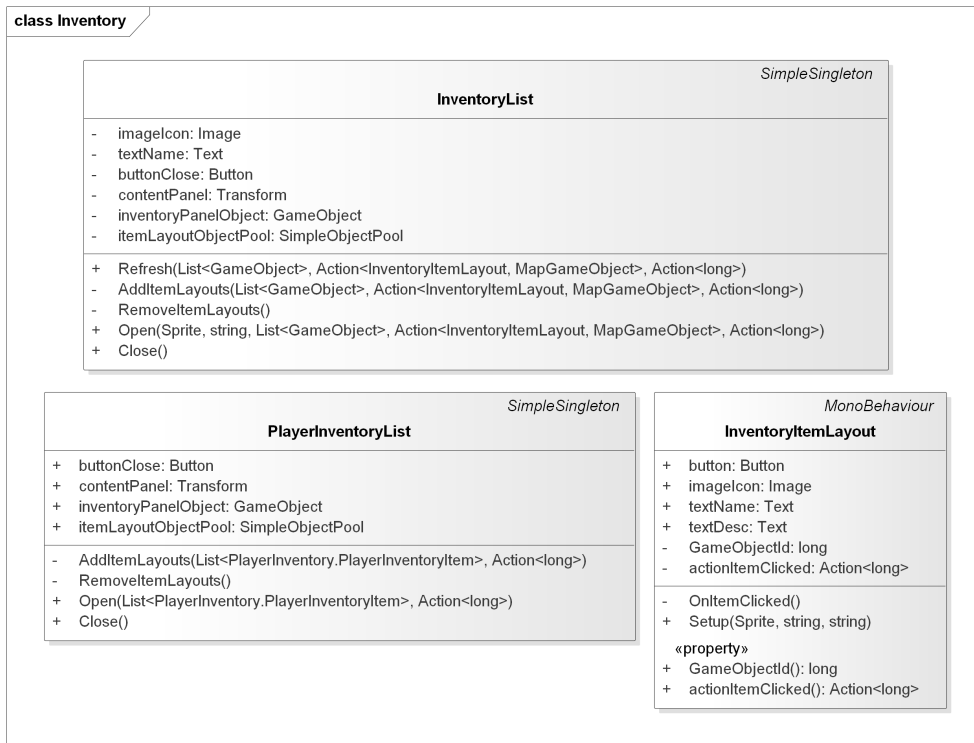 class Inventory
SimpleSingleton
InventoryList
- imageIcon: Image
- textName: Text
- buttonClose: Button
- contentPanel: Transform
- inventoryPanelObject: GameObject
- itemLayoutObjectPool: SimpleObjectPool
+ Refresh(List<GameObject>, Action<InventoryItemLayout, MapGameObject>, Action<long>)
- AddItemLayouts(List<GameObject>, Action<InventoryItemLayout, MapGameObject>, Action<long>)
- RemoveItemLayouts()
+ Open(Sprite, string, List<GameObject>, Action<InventoryItemLayout, MapGameObject>, Action<long>)
+ Close()
SimpleSingleton
PlayerInventoryList
+ buttonClose: Button
+ contentPanel: Transform
+ inventoryPanelObject: GameObject
+ itemLayoutObjectPool: SimpleObjectPool
- AddItemLayouts(List<PlayerInventory.PlayerInventoryItem>, Action<long>)
- RemoveItemLayouts()
+ Open(List<PlayerInventory.PlayerInventoryItem>, Action<long>)
+ Close()
MonoBehaviour
InventoryItemLayout
+ button: Button
+ imageIcon: Image
+ textName: Text
+ textDesc: Text
- GameObjectId: long
- actionItemClicked: Action<long>
- OnItemClicked()
+ Setup(Sprite, string, string)
«property»
+ GameObjectId(): long
+ actionItemClicked(): Action<long>